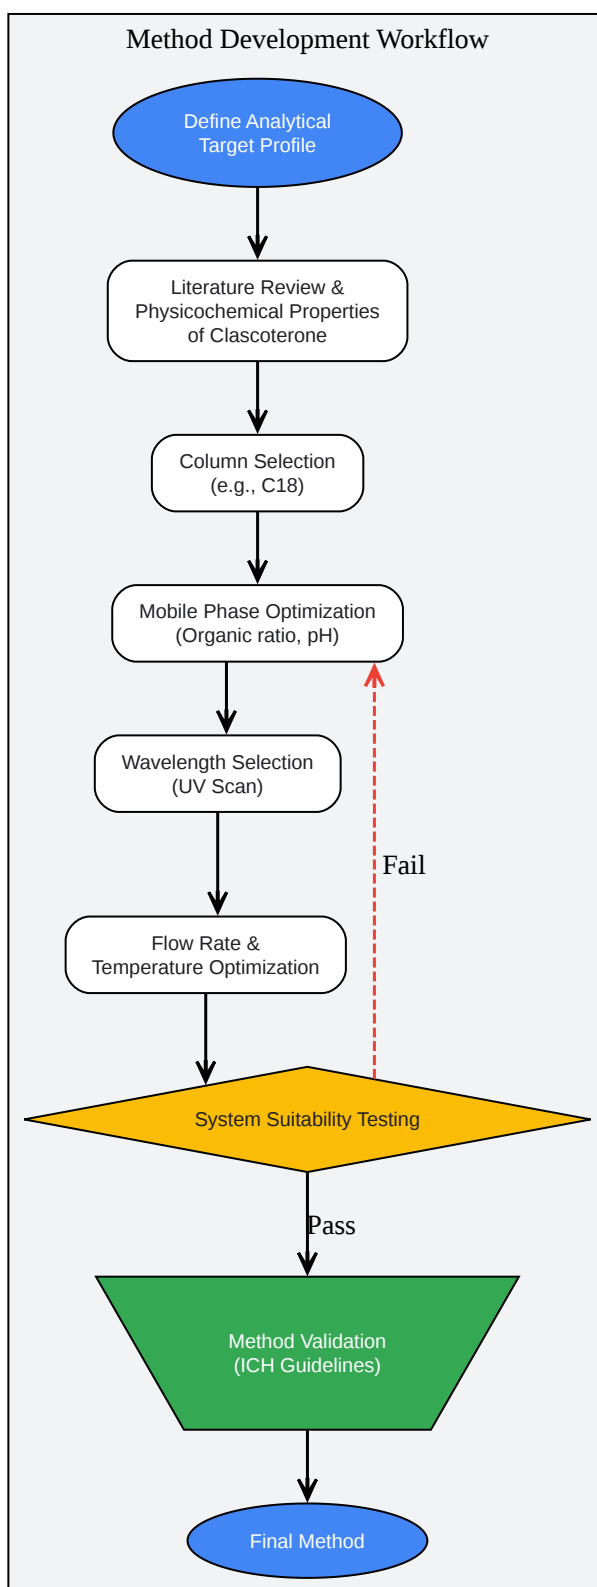 Method Development Workflow
Define Analytical
Target Profile
Literature Review &
Physicochemical Properties
of Clascoterone
Column Selection
(e.g., C18)
Mobile Phase Optimization
(Organic ratio, pH)
Wavelength Selection
(UV Scan)
Fail
Flow Rate &
Temperature Optimization
System Suitability Testing
Pass
Method Validation
(ICH Guidelines)
Final Method